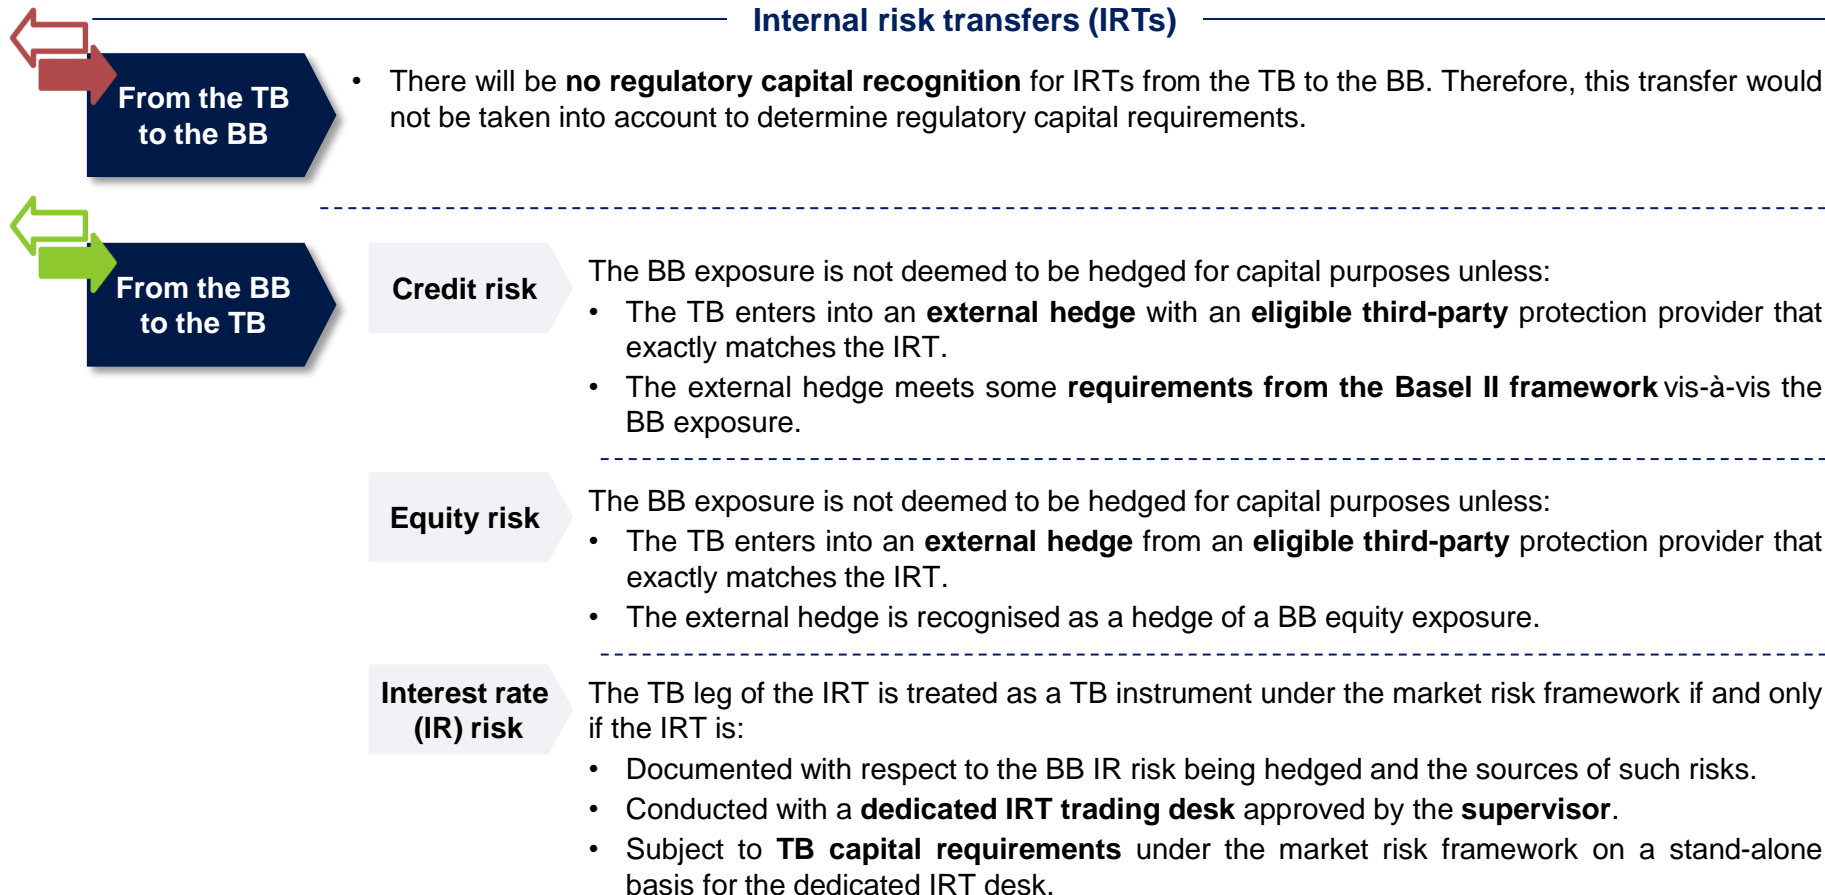 Internal risk transfers (IRTs)
From the TB
to the BB
• There will be no regulatory capital recognition for IRTs from the TB to the BB. Therefore, this transfer would
not be taken into account to determine regulatory capital requirements.
From the BB
to the TB
Credit risk
The BB exposure is not deemed to be hedged for capital purposes unless:
• The TB enters into an external hedge with an eligible third-party protection provider that
exactly matches the IRT.
• The external hedge meets some requirements from the Basel II framework vis-à-vis the
BB exposure.
Equity risk
The BB exposure is not deemed to be hedged for capital purposes unless:
• The TB enters into an external hedge from an eligible third-party protection provider that
exactly matches the IRT.
• The external hedge is recognised as a hedge of a BB equity exposure.
Interest rate
(IR) risk
The TB leg of the IRT is treated as a TB instrument under the market risk framework if and only
if the IRT is:
• Documented with respect to the BB IR risk being hedged and the sources of such risks.
• Conducted with a dedicated IRT trading desk approved by the supervisor.
• Subject to TB capital requirements under the market risk framework on a stand-alone
basis for the dedicated IRT desk.